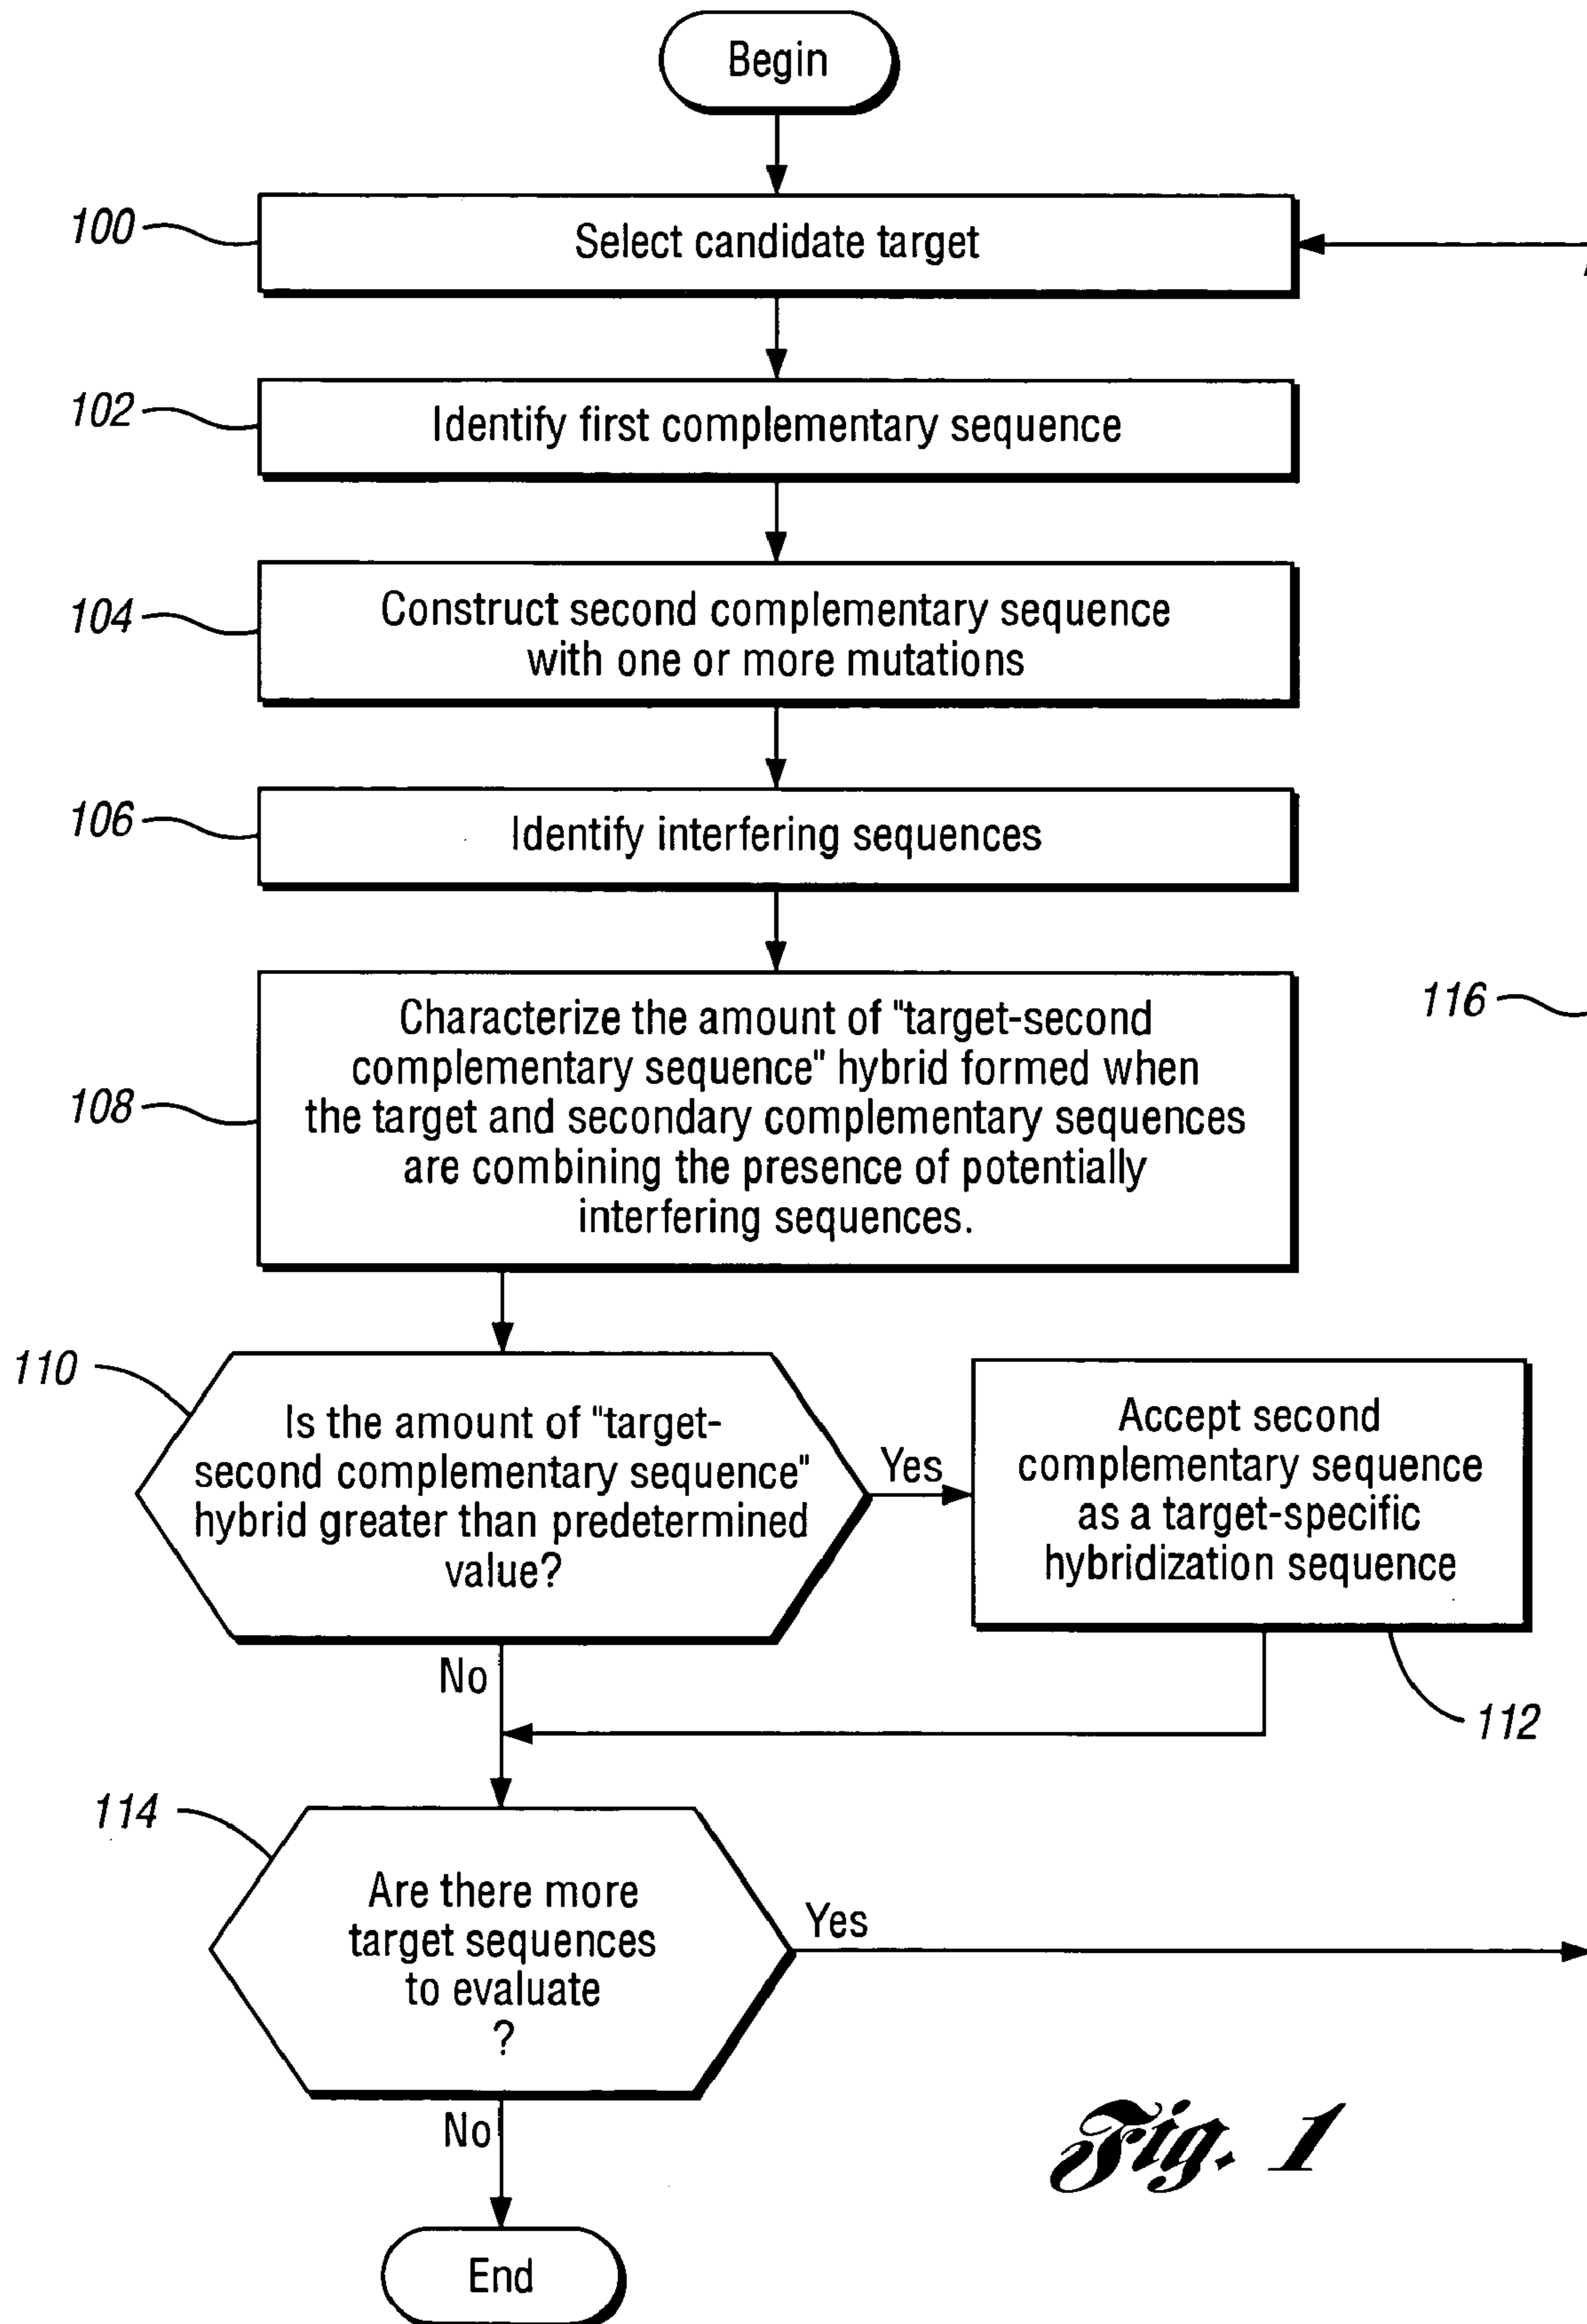 Begin
100
Select candidate target
102
Identify first complementary sequence
104
Construct second complementary sequence
with one or more mutations
106
Identify interfering sequences
108
Characterize the amount of "target-second
complementary sequence" hybrid formed when
the target and secondary complementary sequences
are combining the presence of potentially
interfering sequences.
116
110
Is the amount of "target-
second complementary sequence"
hybrid greater than predetermined
value?
Yes
Accept second
complementary sequence
as a target-specific
hybridization sequence
No
112
114
Are there more
target sequences
to evaluate
?
Yes
No
Fig. 1
End